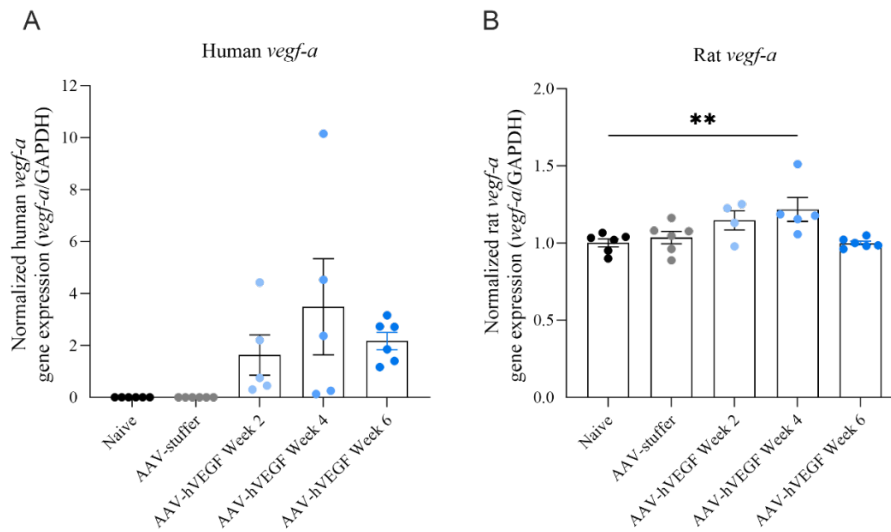 A
Human vegf-a
Normalized human vegf-a
gene expression (vegf-a/GAPDH)
12
10
8
6
4
2
0
Naive
AAV-stuffer
AAV-hVEGF Week 2
AAV-hVEGF Week 4
AAV-hVEGF Week 6
B
Rat vegf-a
Normalized rat vegf-a
gene expression (vegf-a/GAPDH)
2.0
1.5
1.0
0.5
0.0
**
Naive
AAV-stuffer
AAV-hVEGF Week 2
AAV-hVEGF Week 4
AAV-hVEGF Week 6